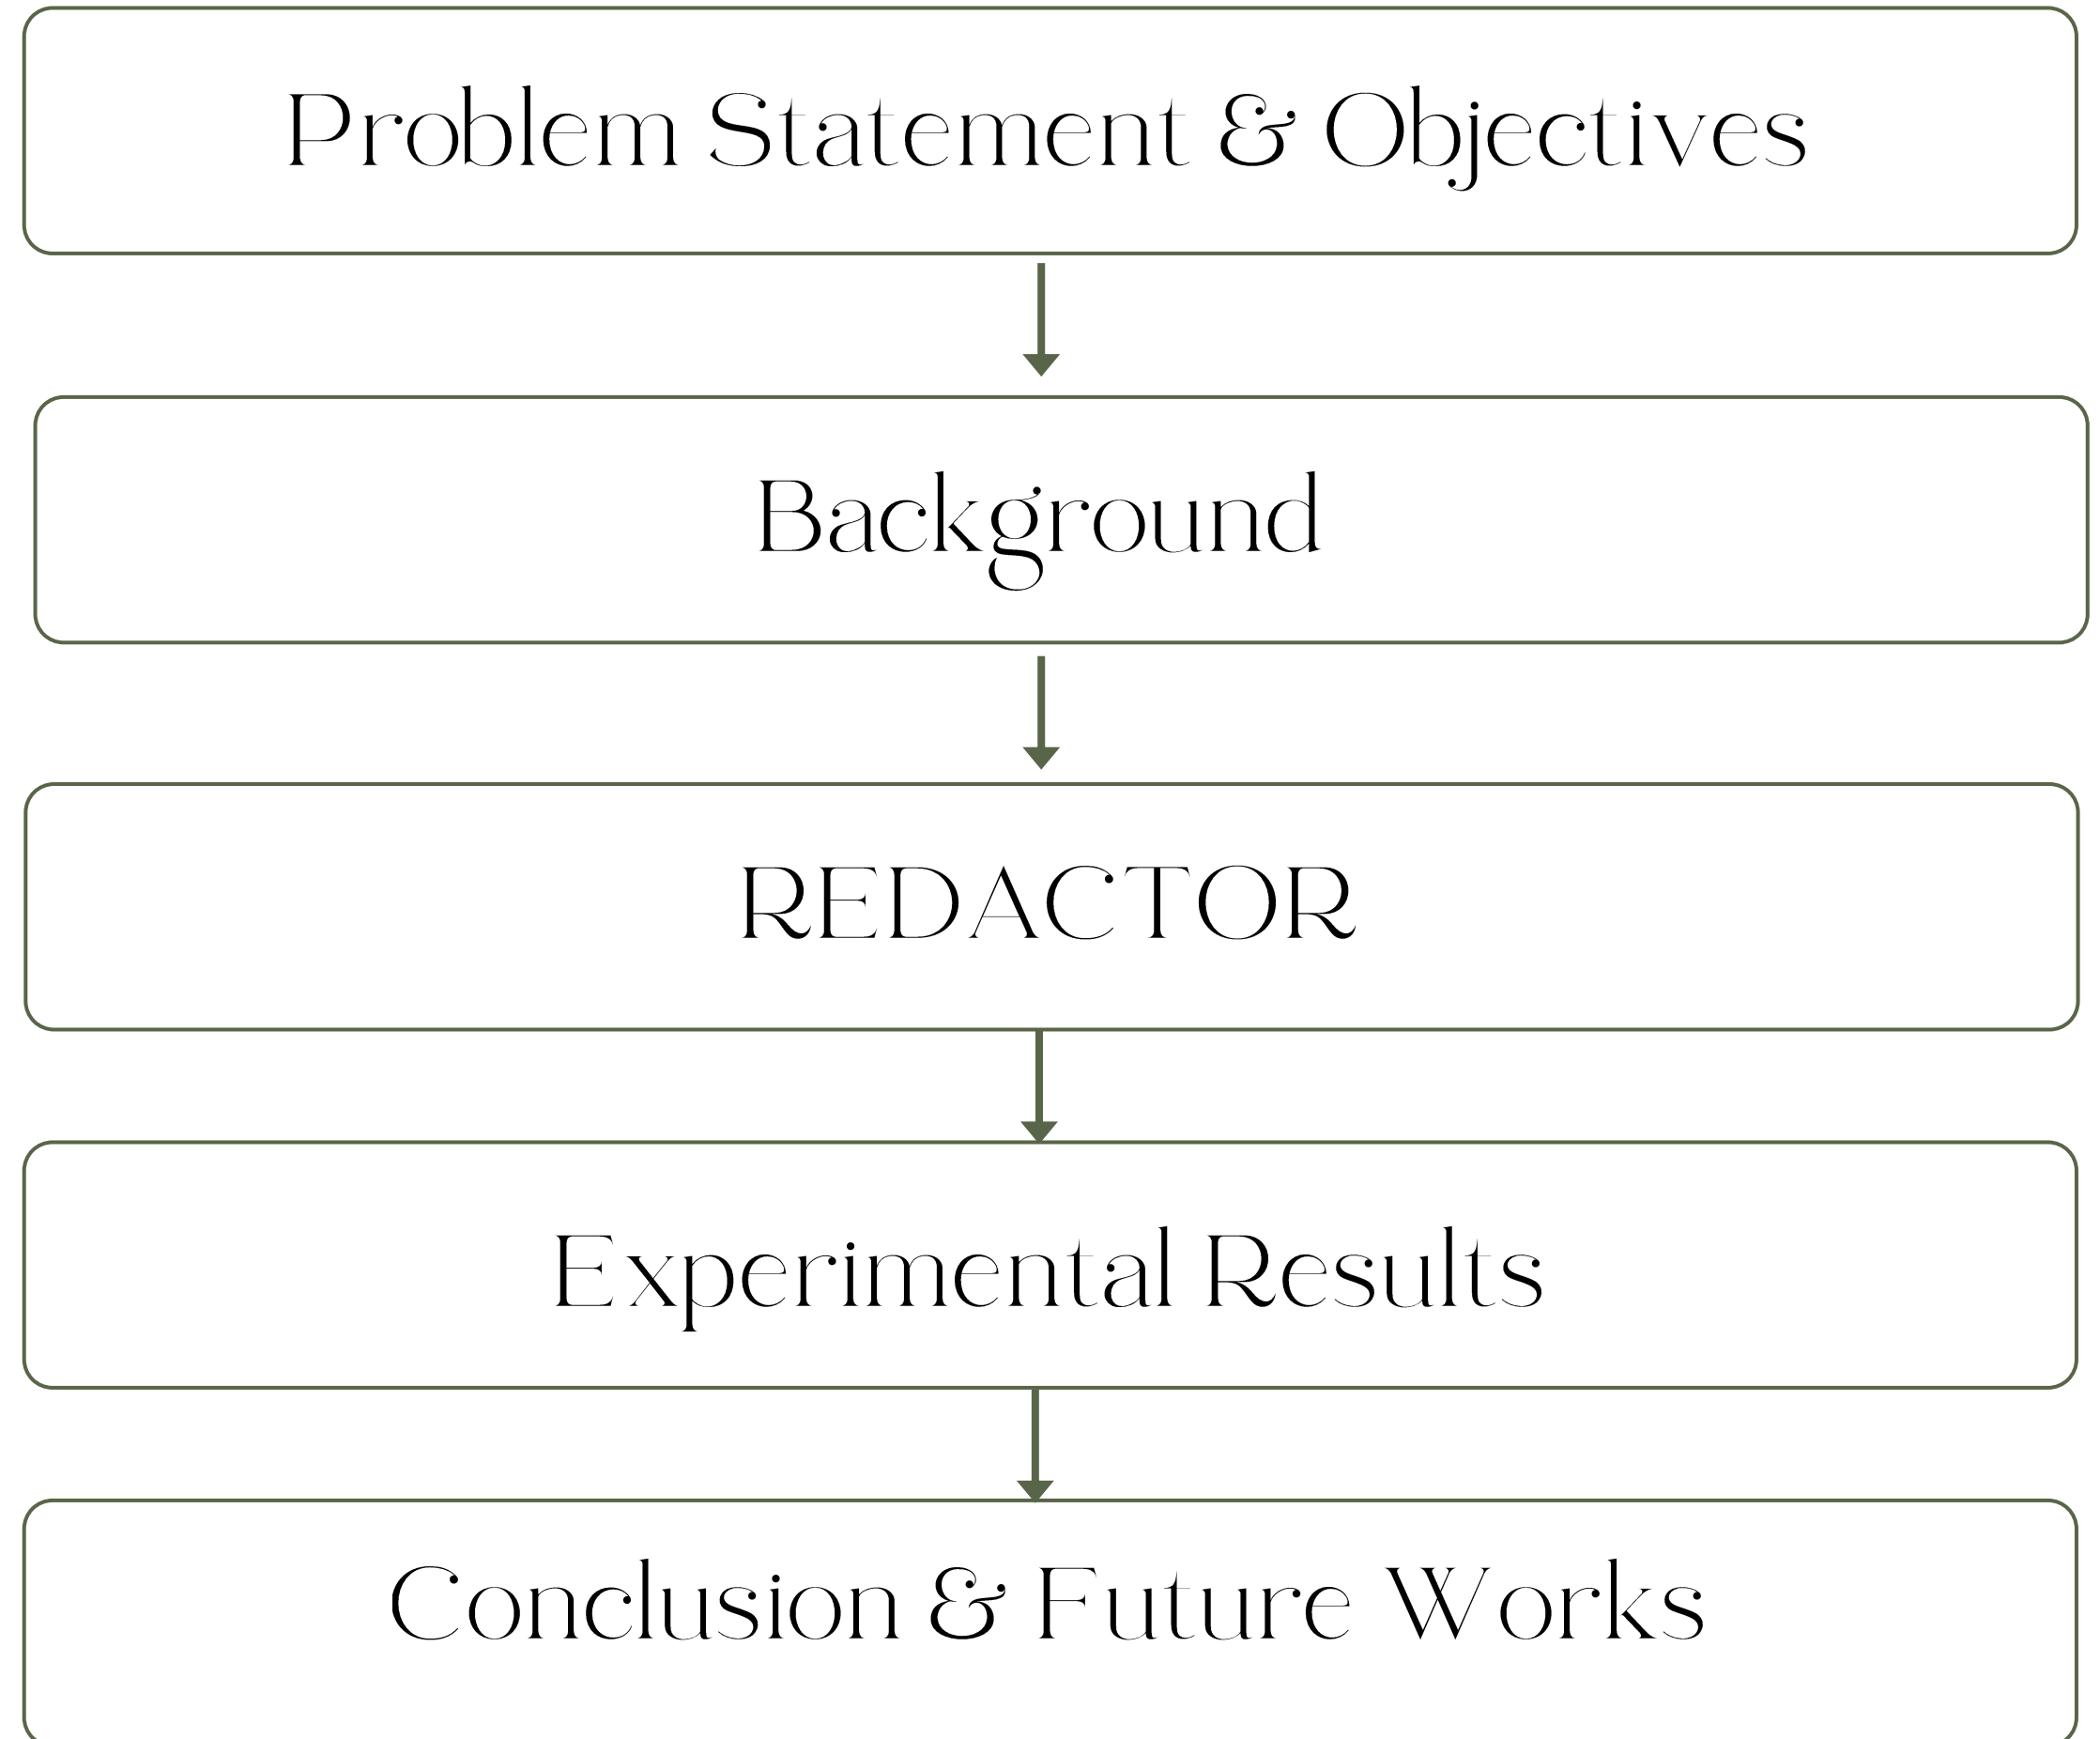 Problem Statement & Objectives
Background
REDACTOR
Experimental Results
Conclusion & Future Works